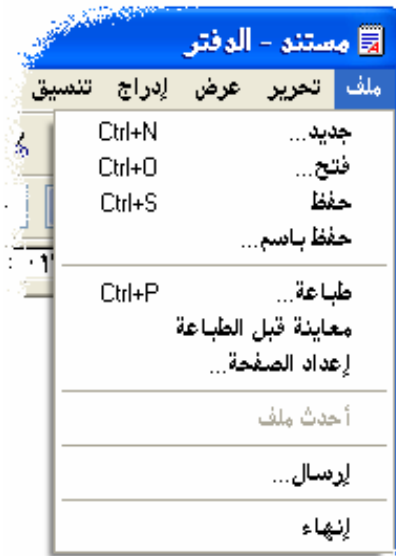 مستند - الدفتر
ملف تحرير عرض إدراج تنسيق
جديد... Ctrl+N
فتح... Ctrl+O
حفظ Ctrl+S
حفظ باسم...
طباعة... Ctrl+P
معاينة قبل الطباعة
إعداد الصفحة...
أحدث ملف
إرسال...
إنهاء